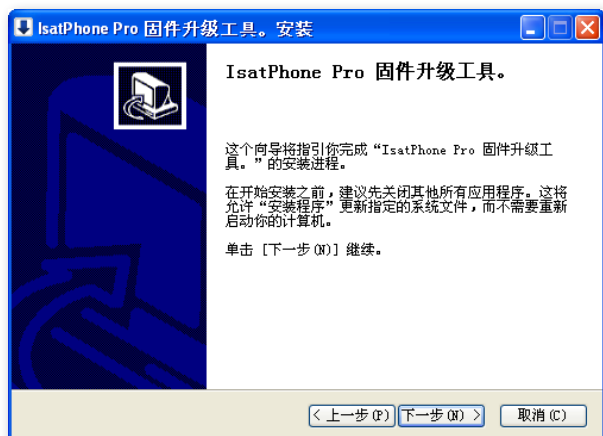 IsatPhone Pro 固件升级工具。安装
IsatPhone Pro 固件升级工具。
这个向导将指引你完成“IsatPhone Pro 固件升级工
具。”的安装进程。
在开始安装之前，建议先关闭其他所有应用程序。这将
允许“安装程序”更新指定的系统文件，而不需要重新
启动你的计算机。
单击 [下一步(N)] 继续。
< 上一步(P)
下一步(N) >
取消(C)